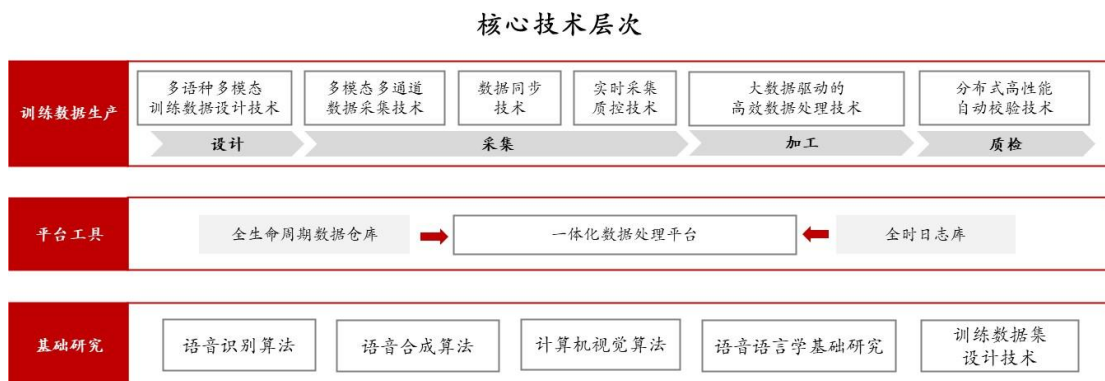 核心技术层次
训练数据生产
多语种多模态
训练数据设计技术
多模态多通道
数据采集技术
数据同步
技术
实时采集
质控技术
大数据驱动的
高效数据处理技术
分布式高性能
自动校验技术
设计
采集
加工
质检
平台工具
全生命周期数据仓库
一体化数据处理平台
全时日志库
基础研究
语音识别算法
语音合成算法
计算机视觉算法
语音语言学基础研究
训练数据集
设计技术